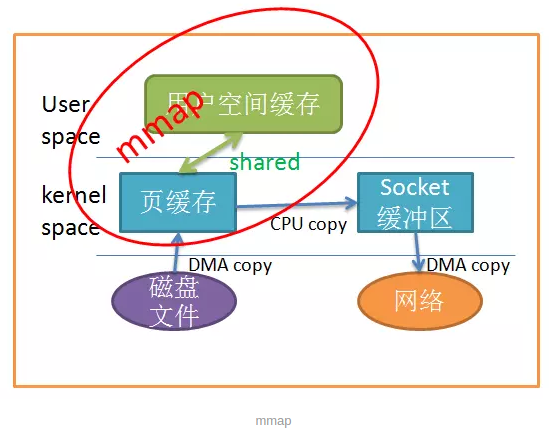 User
space
用户空间缓存
mmap
shared
kernel
space
页缓存
CPU copy
Socket
缓冲区
DMA copy
DMA copy
磁盘
文件
网络
mmap